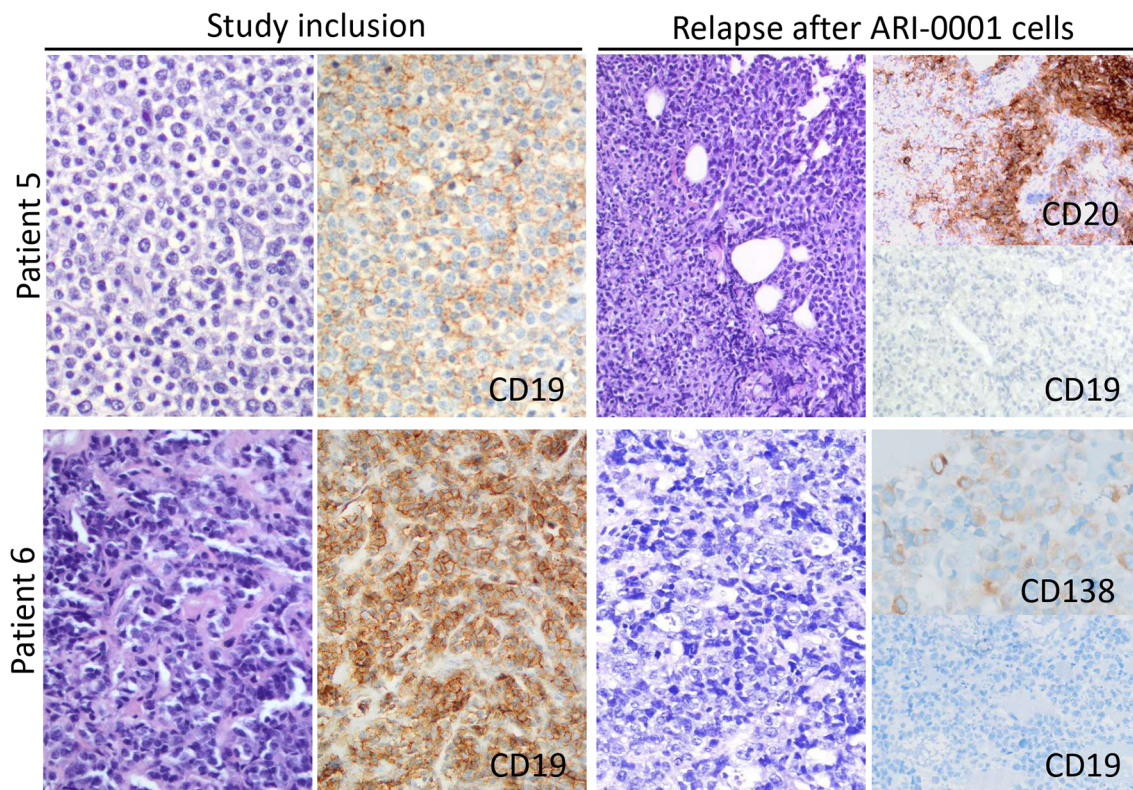 Study inclusion
Relapse after ARI-0001 cells
Patient 5
CD19
CD20
CD19
Patient 6
CD19
CD138
CD19